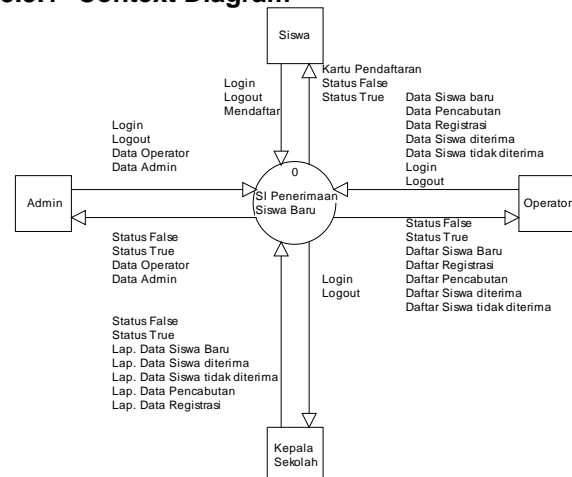 Context Diagram
Siswa
Kartu Pendaftaran
Status False
Status True
Login
Logout
Mendaftar
Data Siswa baru
Data Pencabutan
Data Registrasi
Data Siswa diterima
Data Siswa tidak diterima
Login
Logout
Login
Logout
Data Operator
Data Admin
0
SI Penerimaan
Siswa Baru
Admin
Operator
Status False
Status True
Data Operator
Data Admin
Status False
Status True
Daftar Siswa Baru
Daftar Registrasi
Daftar Pencabutan
Daftar Siswa diterima
Daftar Siswa tidak diterima
Login
Logout
Status False
Status True
Lap. Data Siswa Baru
Lap. Data Siswa diterima
Lap. Data Siswa tidak diterima
Lap. Data Pencabutan
Lap. Data Registrasi
Kepala
Sekolah